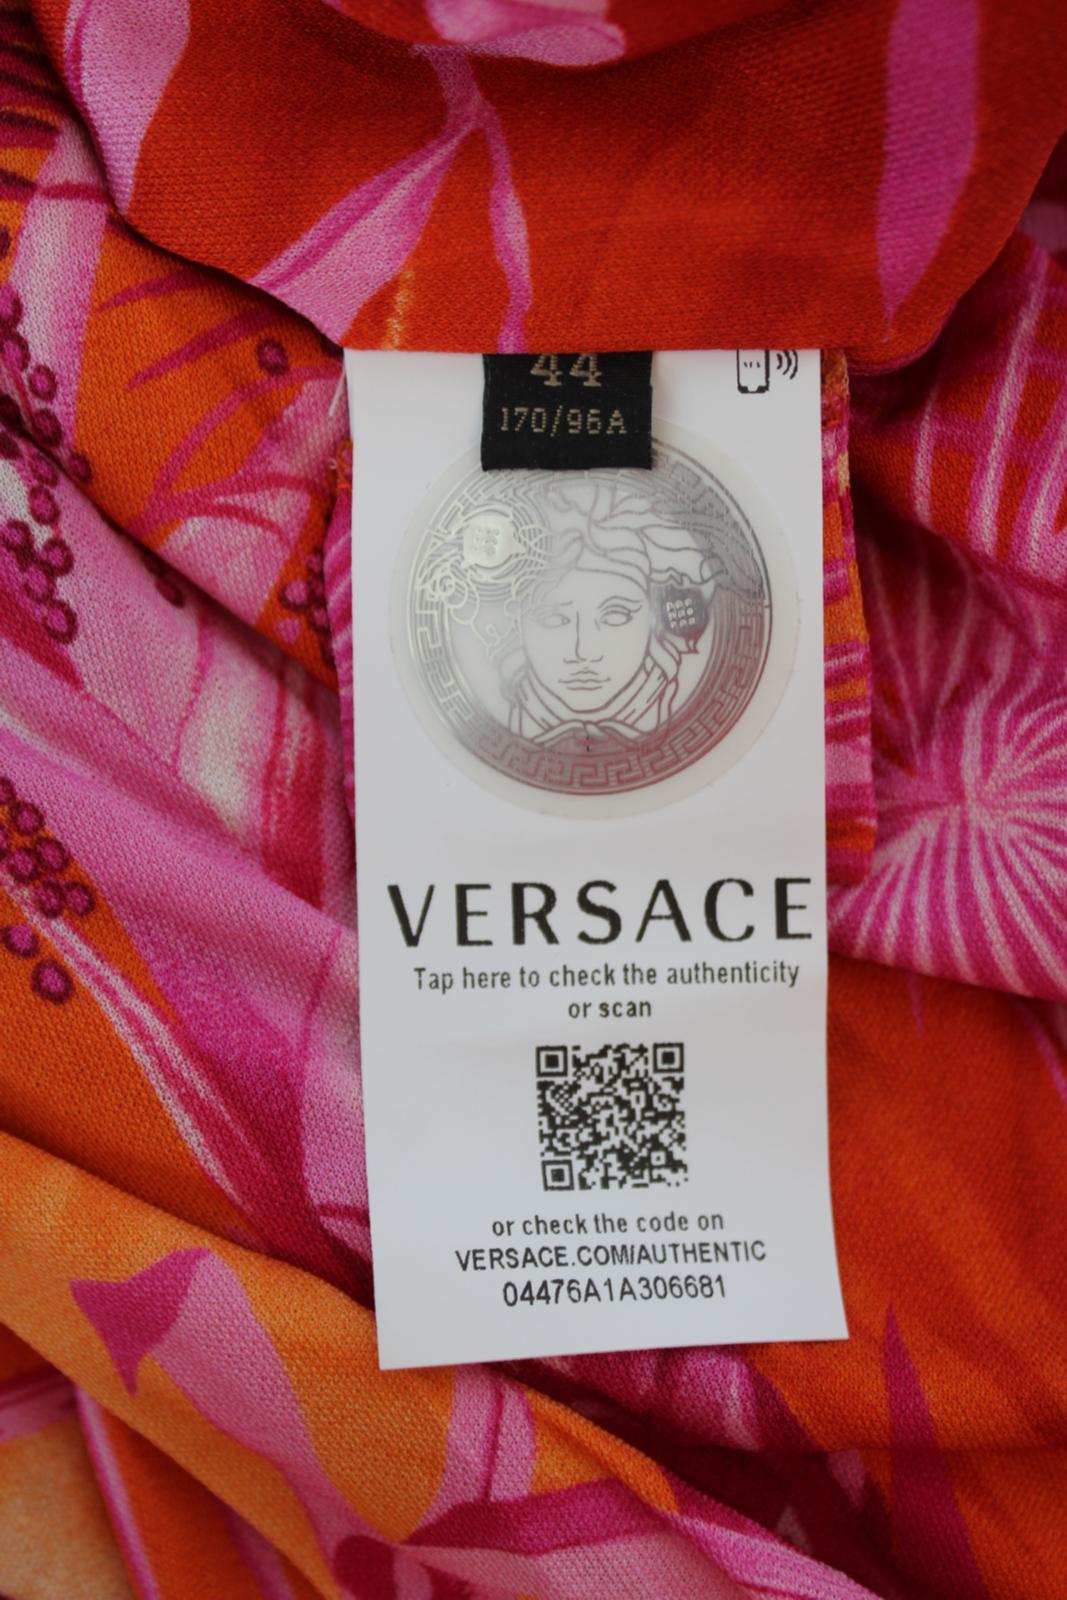 44
170/96A
VERSACE
Tap here to check the authenticity
or scan
or check the code on
VERSACE.COM/AUTHENTIC
04476A1A306681